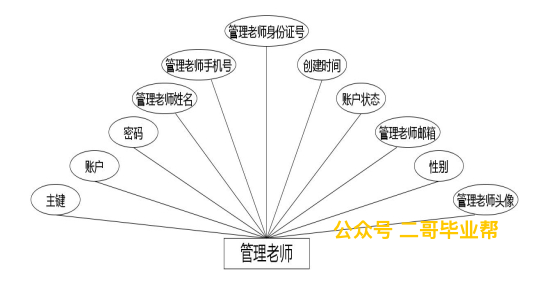 管理老师身份证号
管理老师手机号
创建时间
管理老师姓名
账户状态
密码
管理老师邮箱
账户
性别
主键
管理老师头像
公众号 二哥毕业帮
管理老师